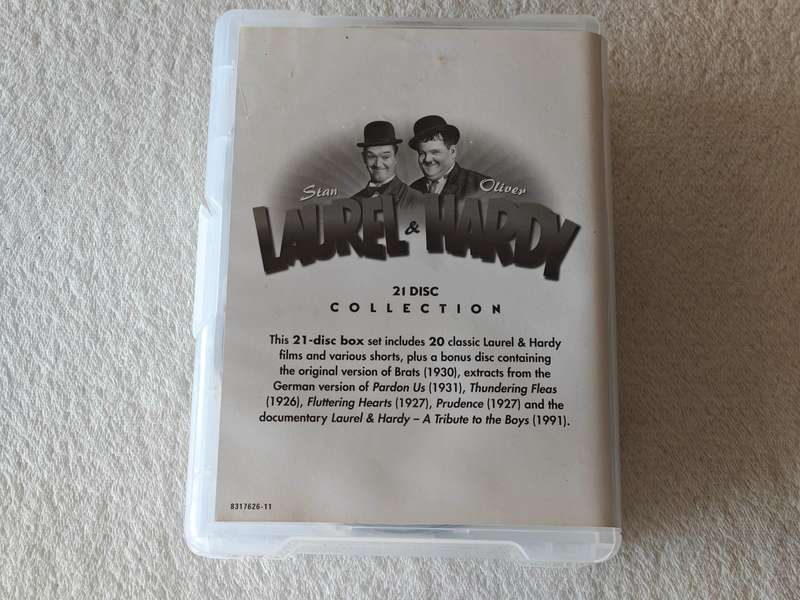 Stan Oliver
LAUREL & HARDY
21 DISC
COLLECTION
This 21-disc box set includes 20 classic Laurel & Hardy
films and various shorts, plus a bonus disc containing
the original version of Brats (1930), extracts from the
German version of Pardon Us (1931), Thundering Fleas
(1926), Fluttering Hearts (1927), Prudence (1927) and the
documentary Laurel & Hardy – A Tribute to the Boys (1991).
8317626-11